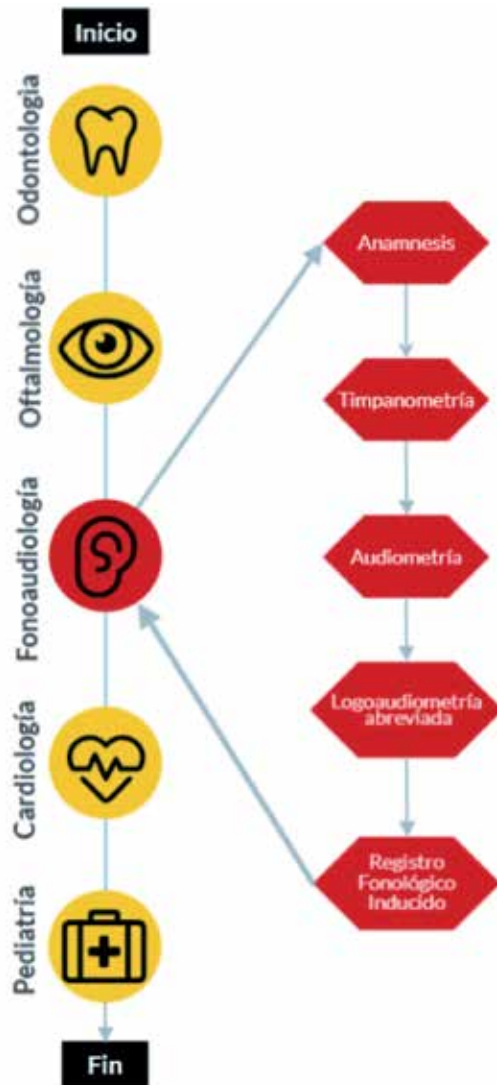 Inicio
Odontología
Oftalmología
Fonoaudiología
Cardiología
Pediatría
Fin
Anamnesis
Timpanometría
Audiometría
Logoaudiometría
abreviada
Registro
Fonológico
Inducido